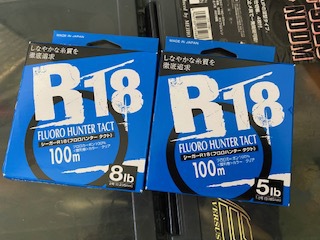 MADE IN JAPAN
しなやかな糸質を
徹底追求
R18
FLUORO HUNTER TACT
シーガーR18(フロロハンター タクト)
100m
8lb
MADE IN JAPAN
しなやかな糸質を
徹底追求
R18
FLUORO HUNTER TACT
シーガーR18(フロロハンター タクト)
100m
5lb